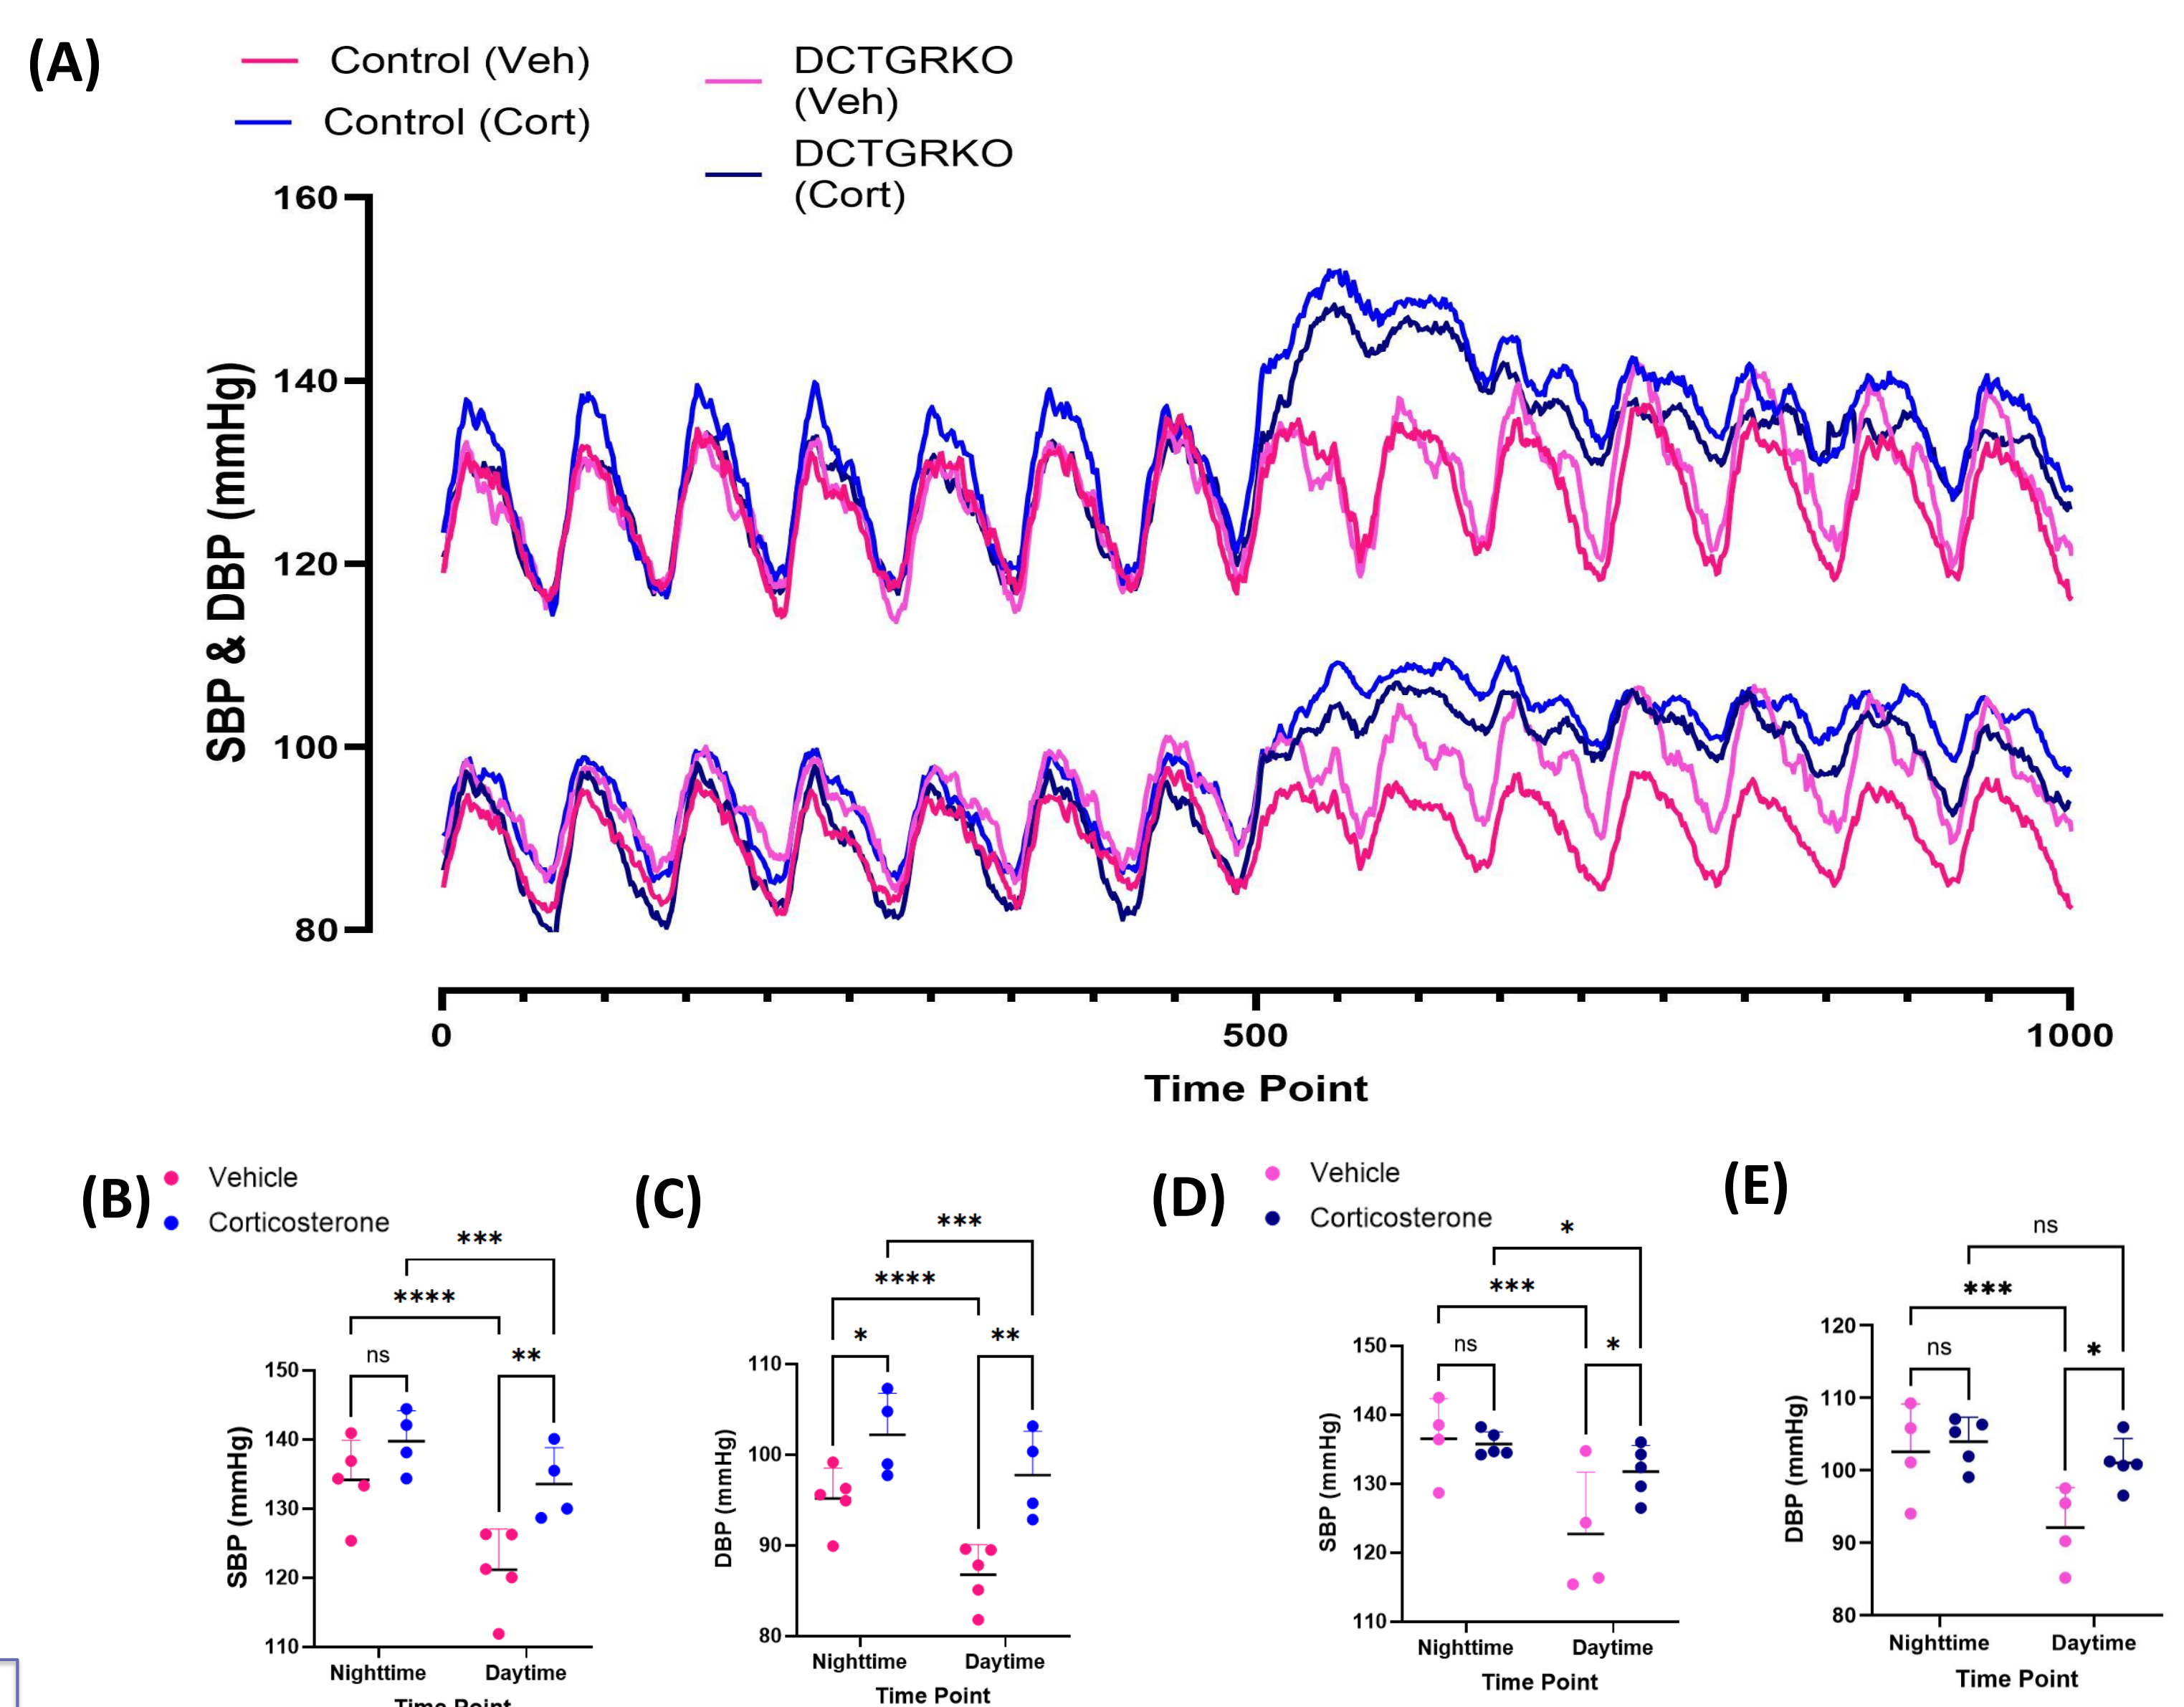 (A)
Control (Veh)
Control (Cort)
DCTGRKO
(Veh)
DCTGRKO
(Cort)
SBP & DBP (mmHg)
160
140
120
100
80
0 500 1000
Time Point
(B)
Vehicle
Corticosterone
***
****
ns **
SBP (mmHg)
150
140
130
120
110
Nighttime Daytime
Time Point
(C)
***
****
* **
DBP (mmHg)
110
100
90
80
Nighttime Daytime
Time Point
(D)
Vehicle
Corticosterone
*
***
ns *
SBP (mmHg)
150
140
130
120
110
Nighttime Daytime
Time Point
(E)
ns
***
ns *
DBP (mmHg)
120
110
100
90
80
Nighttime Daytime
Time Point